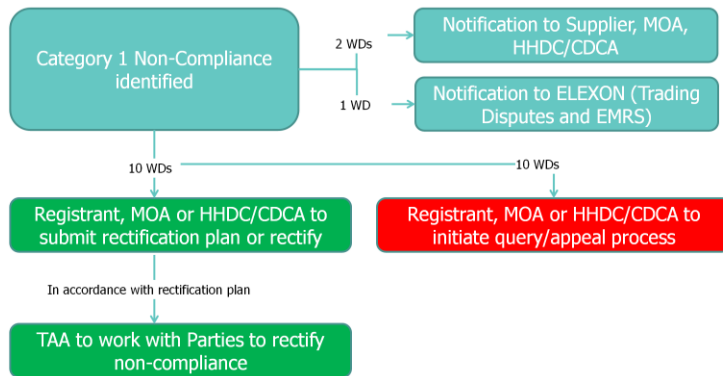 Category 1 Non-Compliance
identified
2 WDs
Notification to Supplier, MOA,
HHDC/CDCA
1 WD
Notification to ELEXON (Trading
Disputes and EMRS)
10 WDs
10 WDs
Registrant, MOA or HHDC/CDCA to
submit rectification plan or rectify
Registrant, MOA or HHDC/CDCA to
initiate query/appeal process
In accordance with rectification plan
TAA to work with Parties to rectify
non-compliance